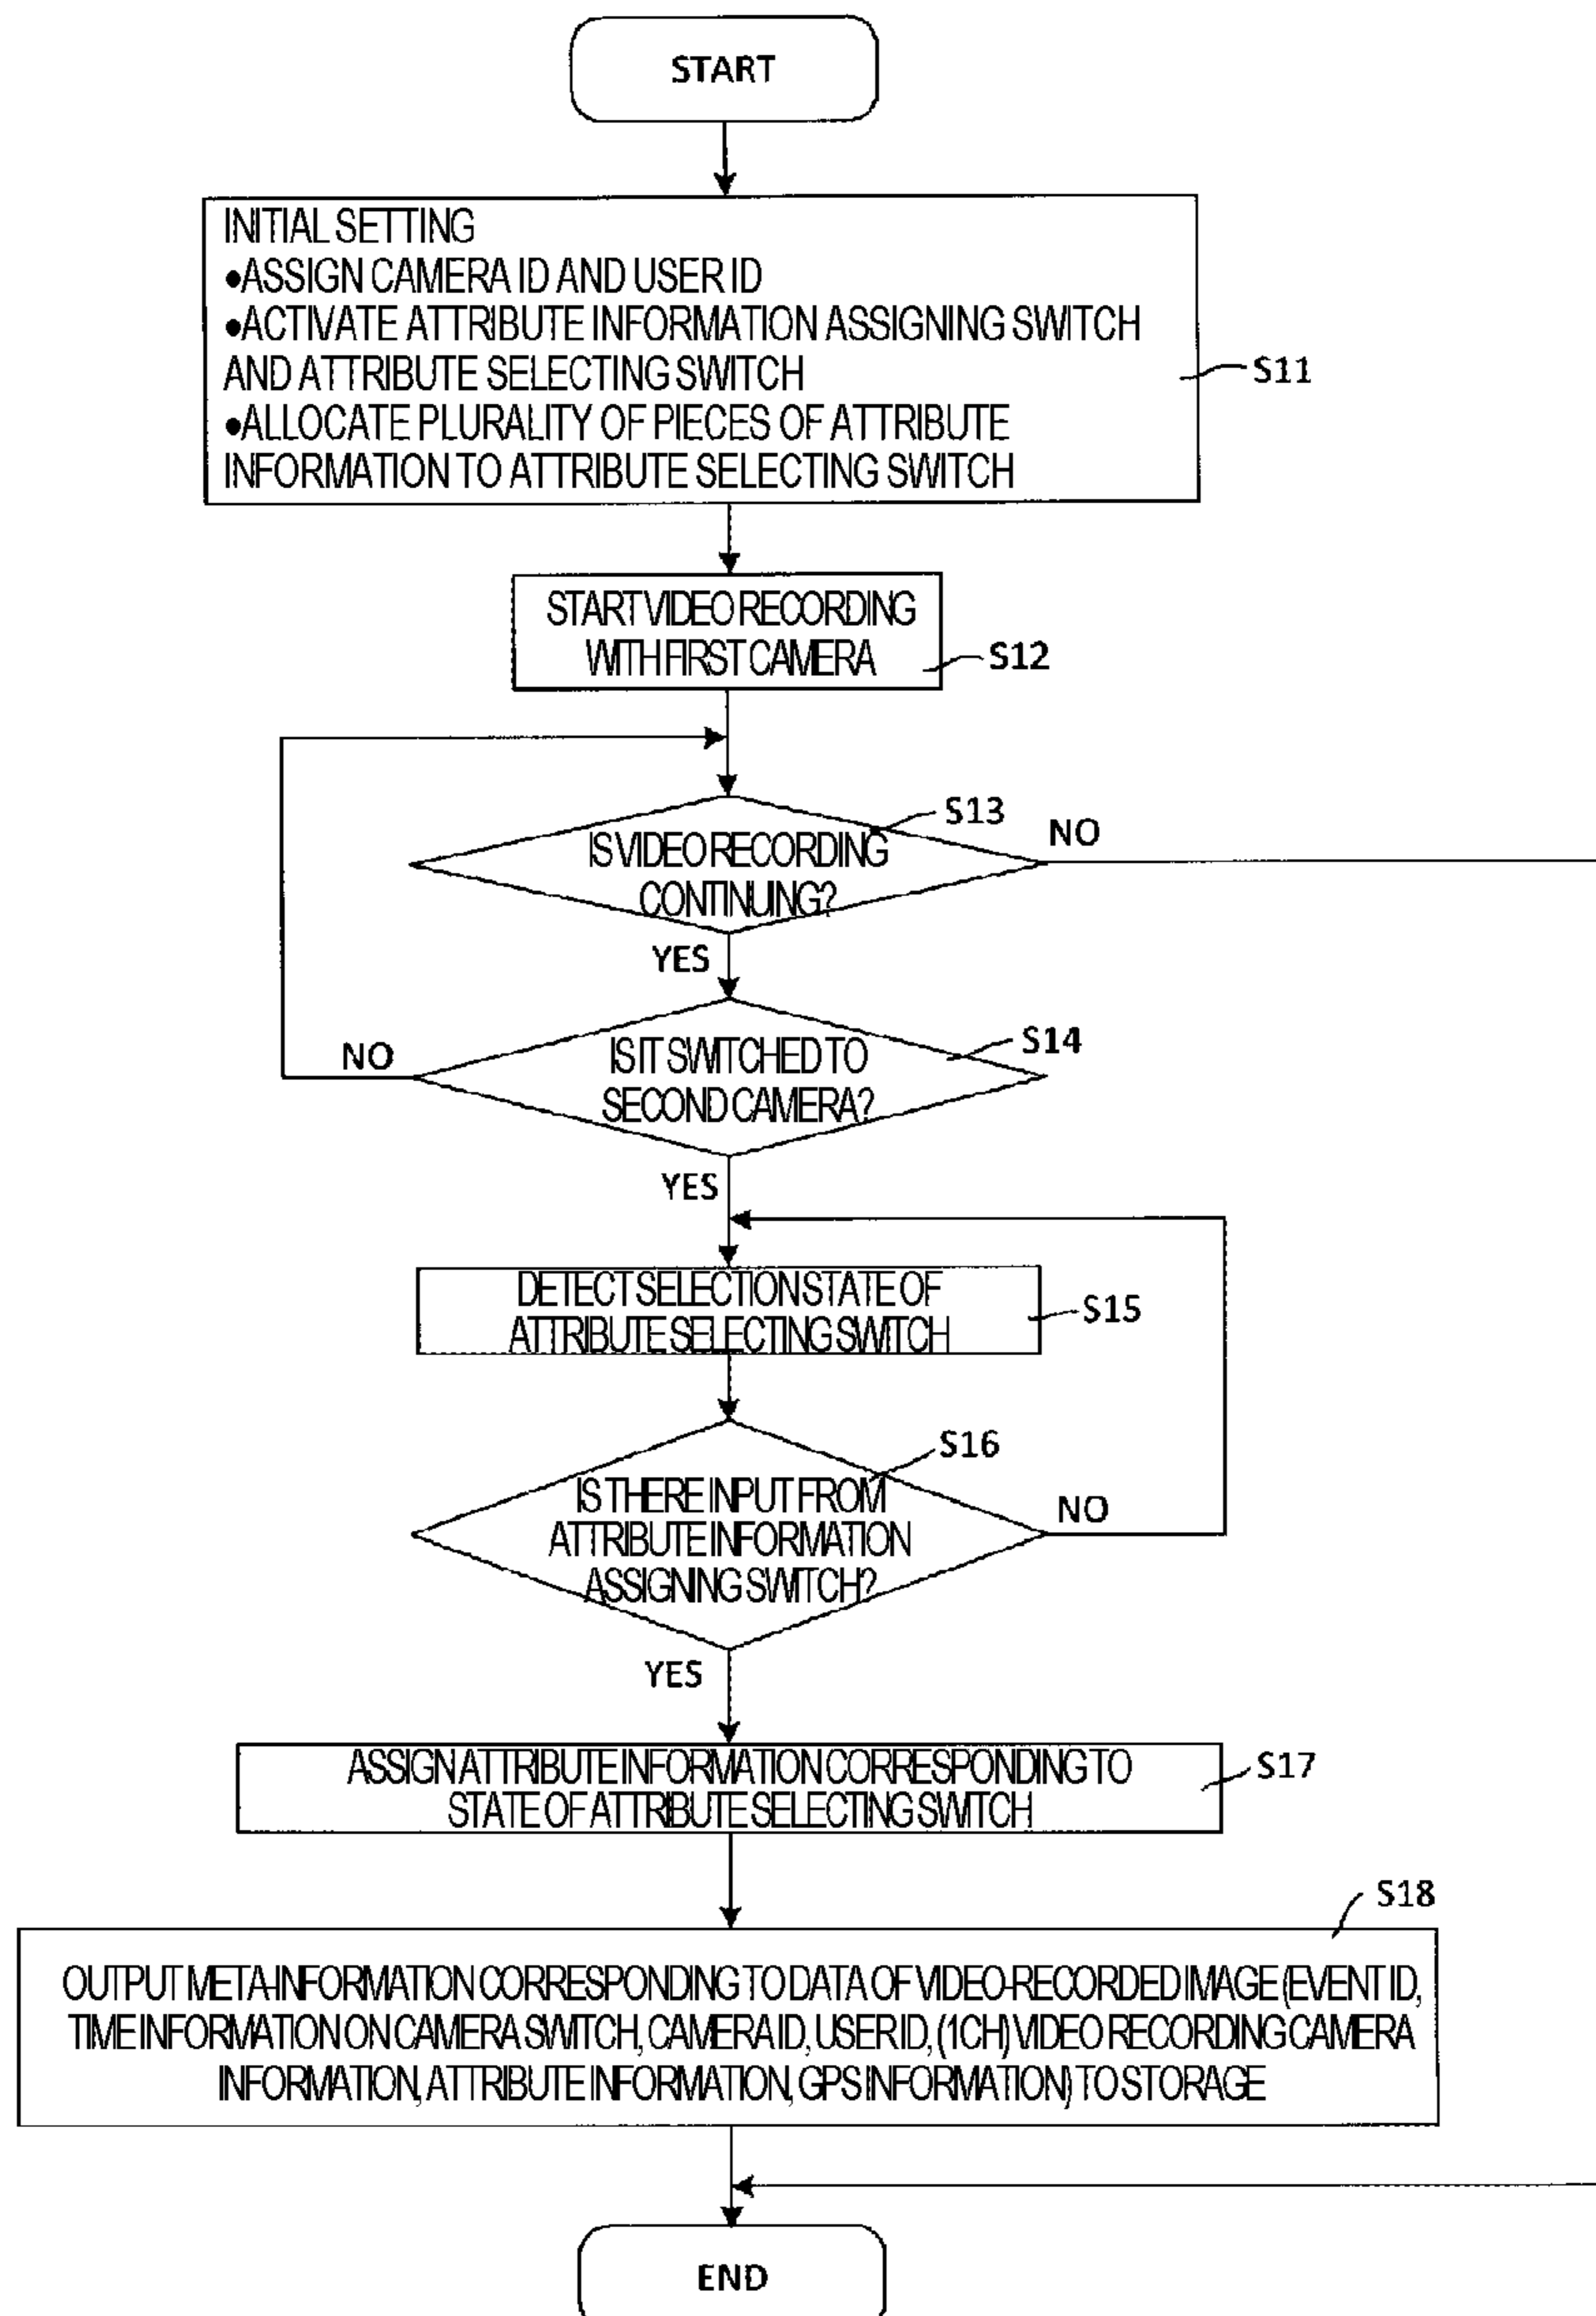 START
INITIAL SETTING
●ASSIGN CAMERA ID AND USER ID
●ACTIVATE ATTRIBUTE INFORMATION ASSIGNING SWITCH
AND ATTRIBUTE SELECTING SWITCH
●ALLOCATE PLURALITY OF PIECES OF ATTRIBUTE
INFORMATION TO ATTRIBUTE SELECTING SWITCH
S11
START VIDEO RECORDING
WITH FIRST CAMERA
S12
S13
NO
IS VIDEO RECORDING
CONTINUING?
YES
S14
NO
IS IT SWITCHED TO
SECOND CAMERA?
YES
DETECT SELECTION STATE OF
ATTRIBUTE SELECTING SWITCH
S15
S16
IS THERE INPUT FROM
ATTRIBUTE INFORMATION
ASSIGNING SWITCH?
NO
YES
ASSIGN ATTRIBUTE INFORMATION CORRESPONDING TO
STATE OF ATTRIBUTE SELECTING SWITCH
S17
S18
OUTPUT META-INFORMATION CORRESPONDING TO DATA OF VIDEO-RECORDED IMAGE (EVENT ID,
TIME INFORMATION ON CAMERA SWITCH, CAMERA ID, USER ID, (1CH) VIDEO RECORDING CAMERA
INFORMATION, ATTRIBUTE INFORMATION, GPS INFORMATION) TO STORAGE
END